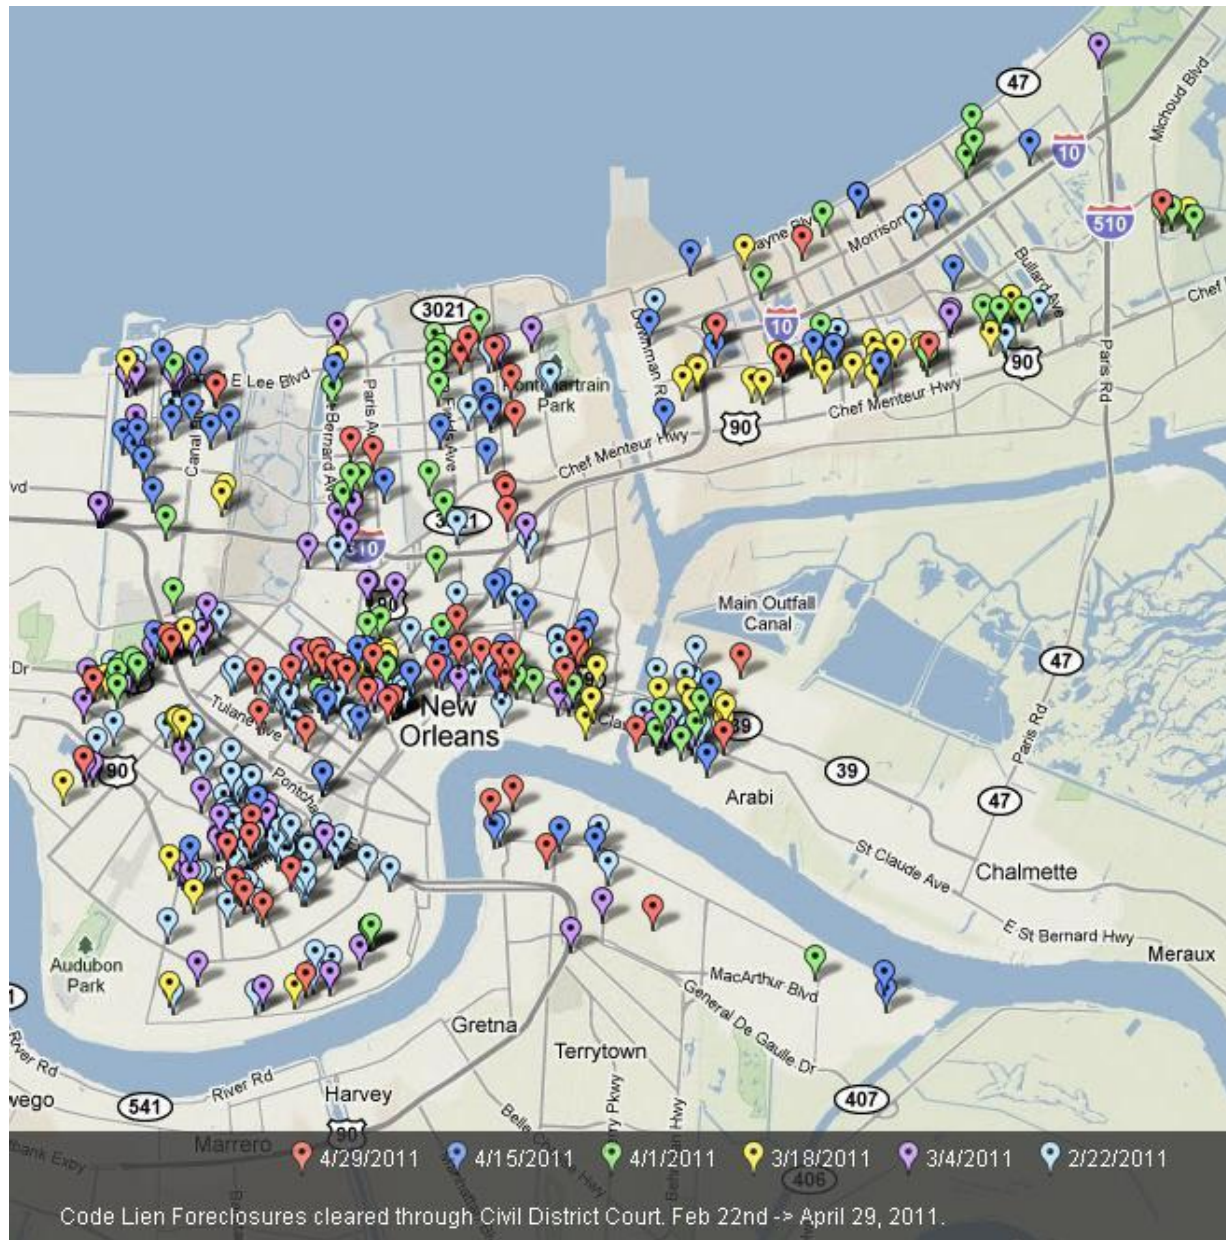 47
Michoud Blvd
10
510
Morrison
Bullard Ave
Chef
3021
10
90
E Lee Blvd
Paris Rd
Paris Av
Park
Canal
Bernard Ave
Chef Menteur Hwy
90
Chef Menteur Hwy
Main Outfall
Canal
47
Dr
Tulane Ave
New
Orleans
39
Paris Rd
90
39
47
Arabi
St Claude Ave
Chalmette
E St Bernard Hwy
Meraux
Audubon
Park
MacArthur Blvd
General De Gaulle Dr
Gretna
Terrytown
River Rd
River Rd
Harvey
541
407
90
Marrero
406
4/29/2011 4/15/2011 4/1/2011 3/18/2011 3/4/2011 2/22/2011
Code Lien Foreclosures cleared through Civil District Court. Feb 22nd -> April 29, 2011.